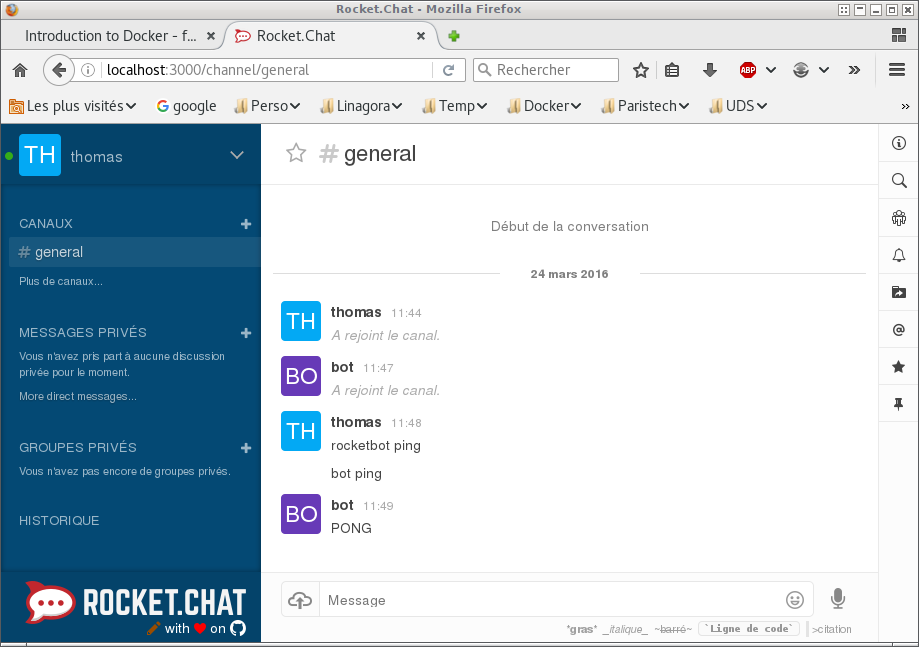 Rocket.Chat - Mozilla Firefox
Introduction to Docker - f... Rocket.Chat
localhost:3000/channel/general Rechercher ABP
Les plus visités google Perso Linagora Temp Docker Paristech UDS »
TH thomas
# general
CANAUX +
# general
Plus de canaux...
MESSAGES PRIVÉS +
Vous n'avez pris part à aucune discussion
privée pour le moment.
More direct messages...
GROUPES PRIVÉS +
Vous n'avez pas encore de groupes privés.
HISTORIQUE
ROCKET.CHAT
with on
Début de la conversation
24 mars 2016
TH thomas 11:44
A rejoint le canal.
BO bot 11:47
A rejoint le canal.
TH thomas 11:48
rocketbot ping
bot ping
BO bot 11:49
PONG
Message
*gras* _italique_ ~barré~ `Ligne de code` >citation
@